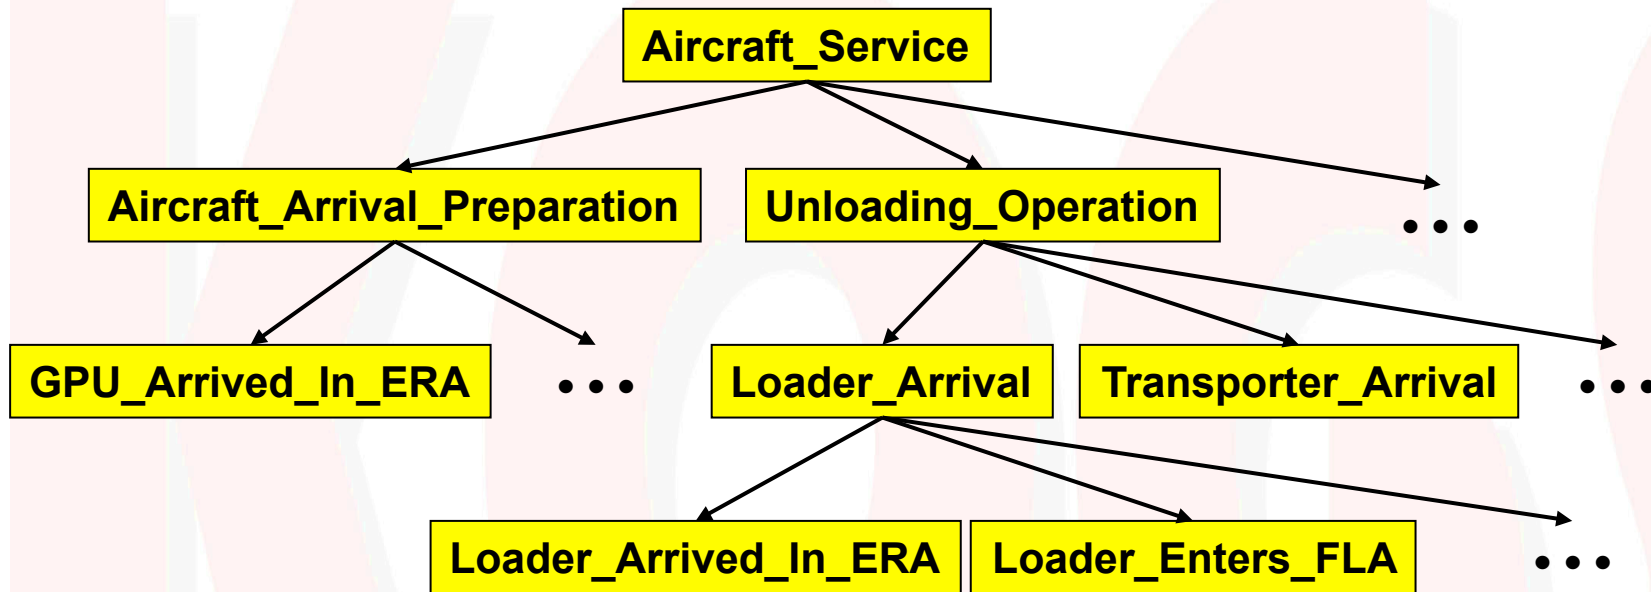 Aircraft_Service
Aircraft_Arrival_Preparation
Unloading_Operation
...
GPU_Arrived_In_ERA
...
Loader_Arrival
Transporter_Arrival
...
Loader_Arrived_In_ERA
Loader_Enters_FLA
...